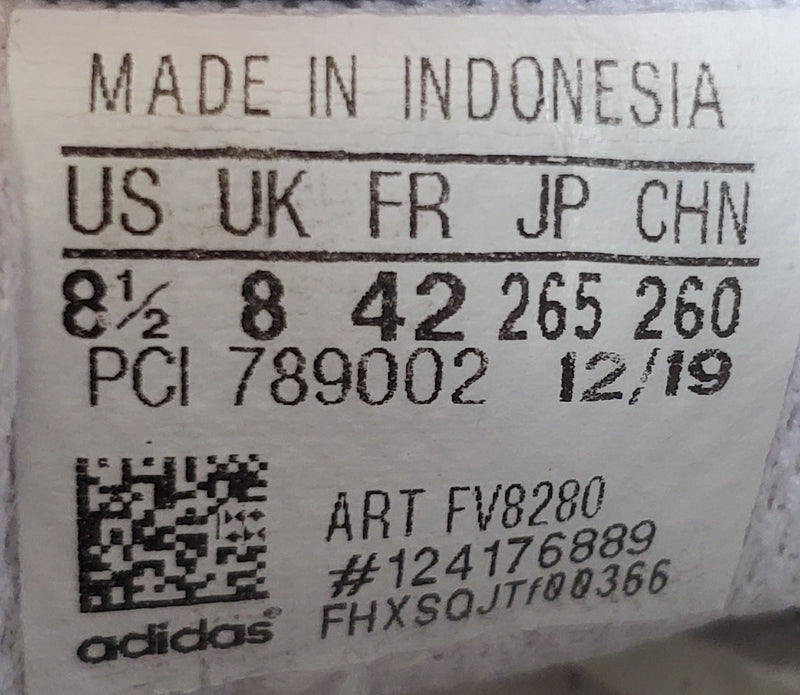 MADE IN INDONESIA
US UK FR JP CHN
8½ 8 42 265 260
PCI 789002 12/19
ART FV8280
#124176889
FHXSQJTf00366
adidas®